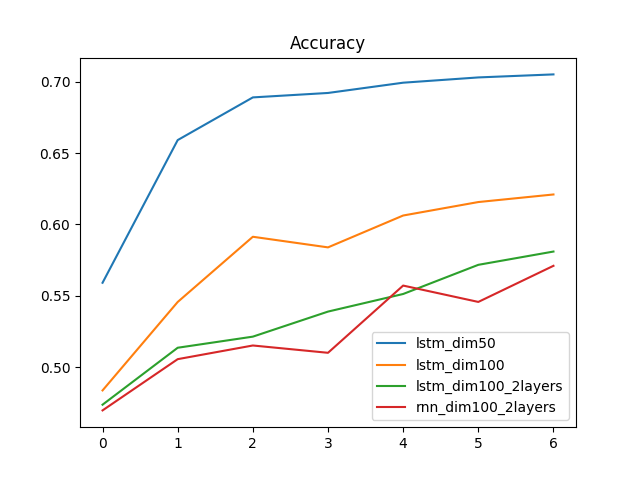 Accuracy
0.70
0.65
0.60
0.55
0.50
lstm_dim50
lstm_dim100
lstm_dim100_2layers
rnn_dim100_2layers
0 1 2 3 4 5 6